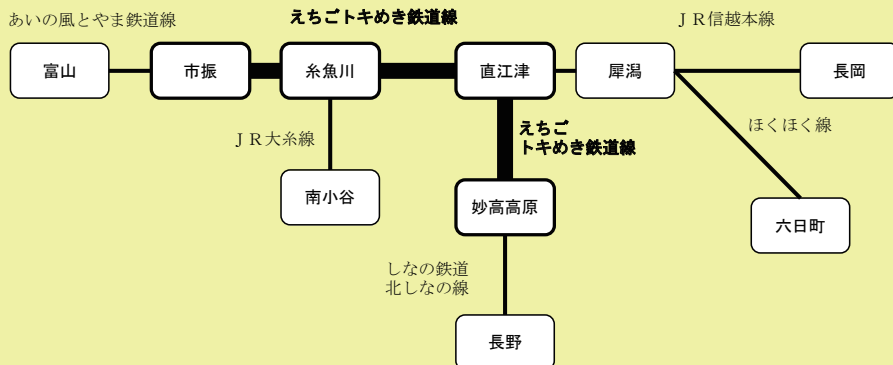 あいの風とやま鉄道線
えちごトキめき鉄道線
ＪＲ信越本線
富山
市振
糸魚川
直江津
犀潟
長岡
ＪＲ大糸線
えちご
トキめき鉄道線
ほくほく線
南小谷
妙高高原
六日町
しなの鉄道
北しなの線
長野